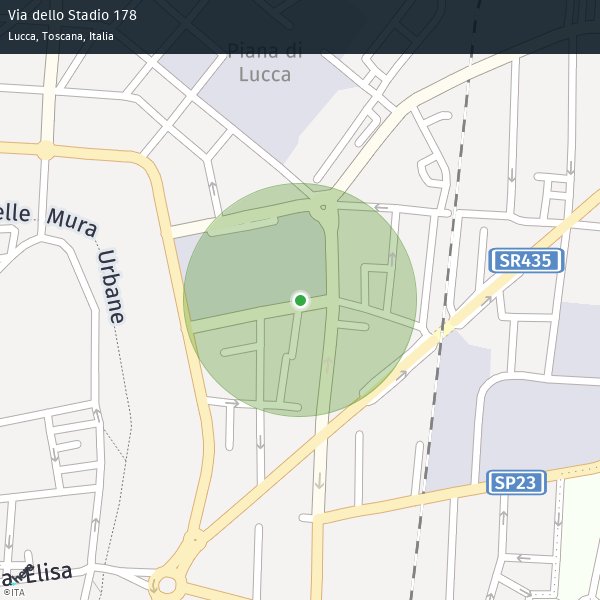 Via dello Stadio 178
Lucca, Toscana, Italia
Piana di
Lucca
elle Mura
Urbane
SR435
SP23
a Elisa
©ITA